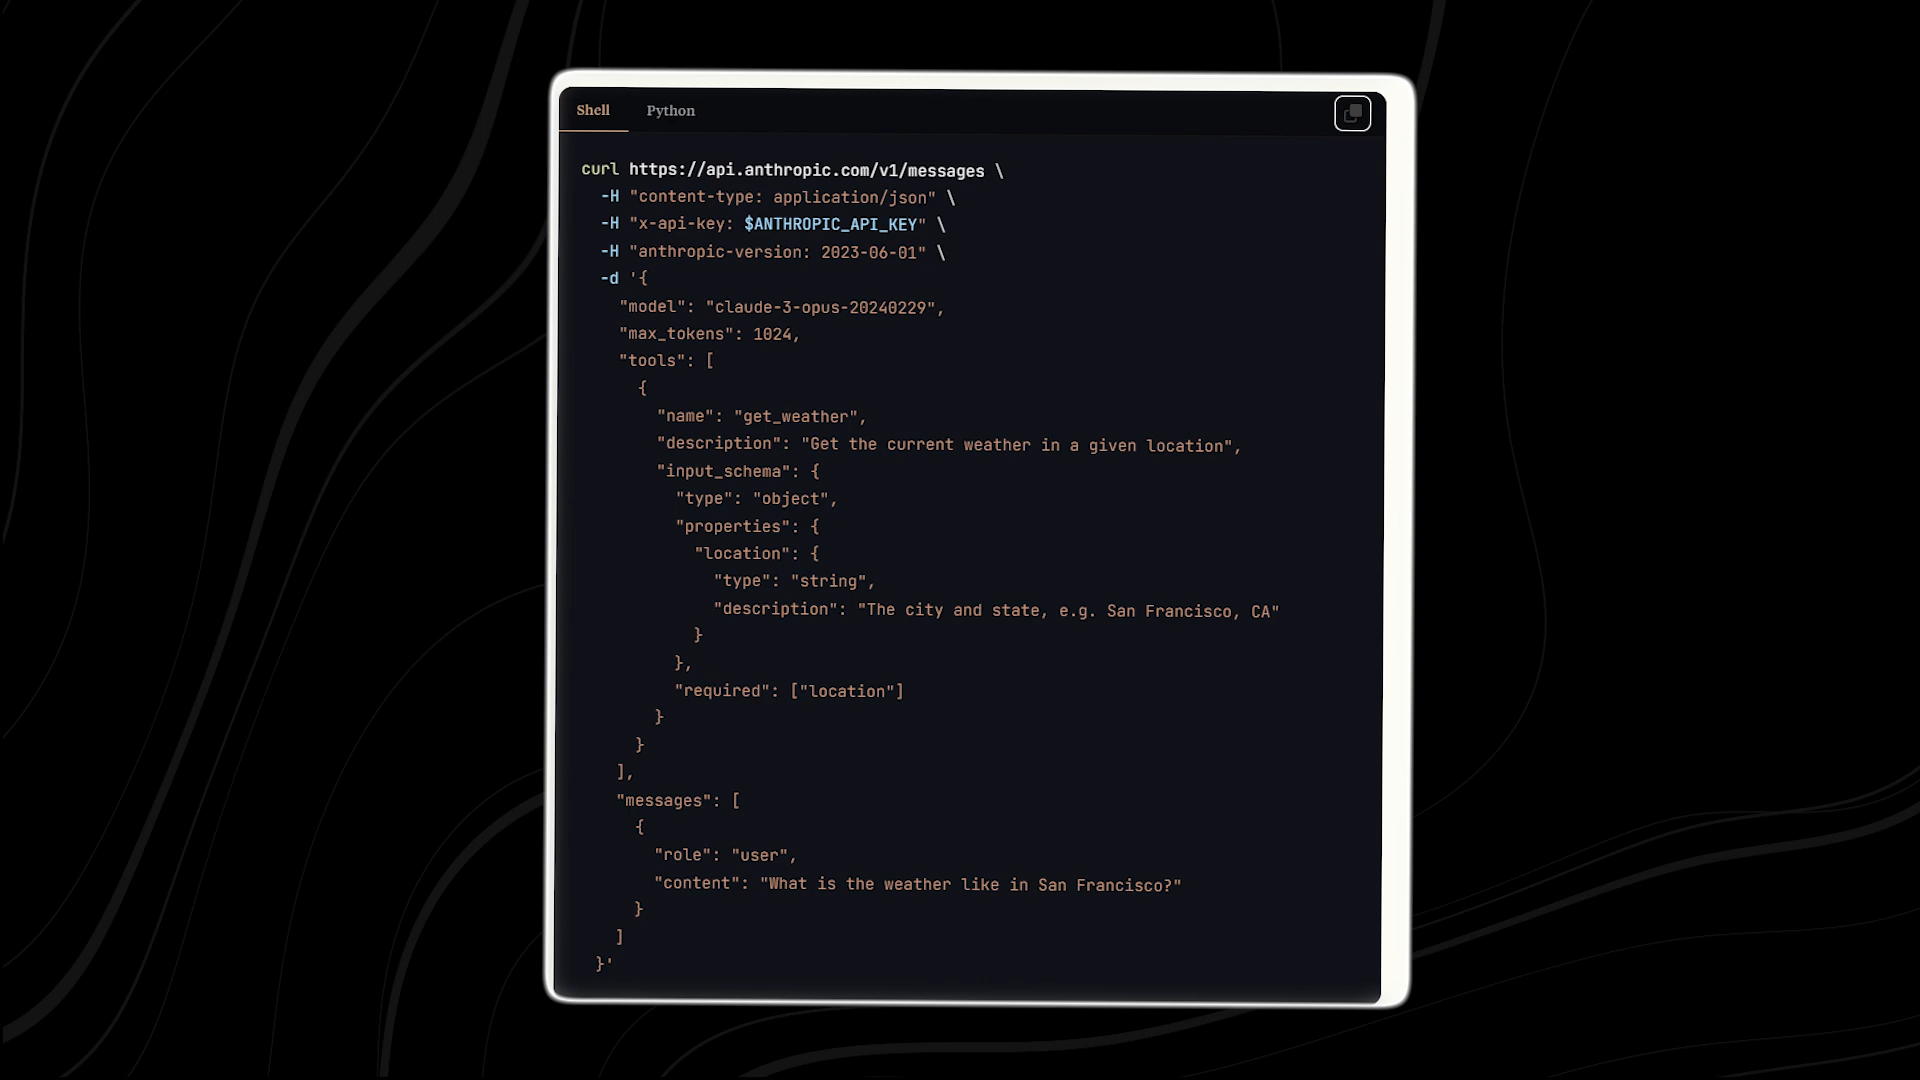 Shell Python
curl https://api.anthropic.com/v1/messages \
  -H "content-type: application/json" \
  -H "x-api-key: $ANTHROPIC_API_KEY" \
  -H "anthropic-version: 2023-06-01" \
  -d '{
    "model": "claude-3-opus-20240229",
    "max_tokens": 1024,
    "tools": [
      {
        "name": "get_weather",
        "description": "Get the current weather in a given location",
        "input_schema": {
          "type": "object",
          "properties": {
            "location": {
              "type": "string",
              "description": "The city and state, e.g. San Francisco, CA"
            }
          },
          "required": ["location"]
        }
      }
    ],
    "messages": [
      {
        "role": "user",
        "content": "What is the weather like in San Francisco?"
      }
    ]
  }'